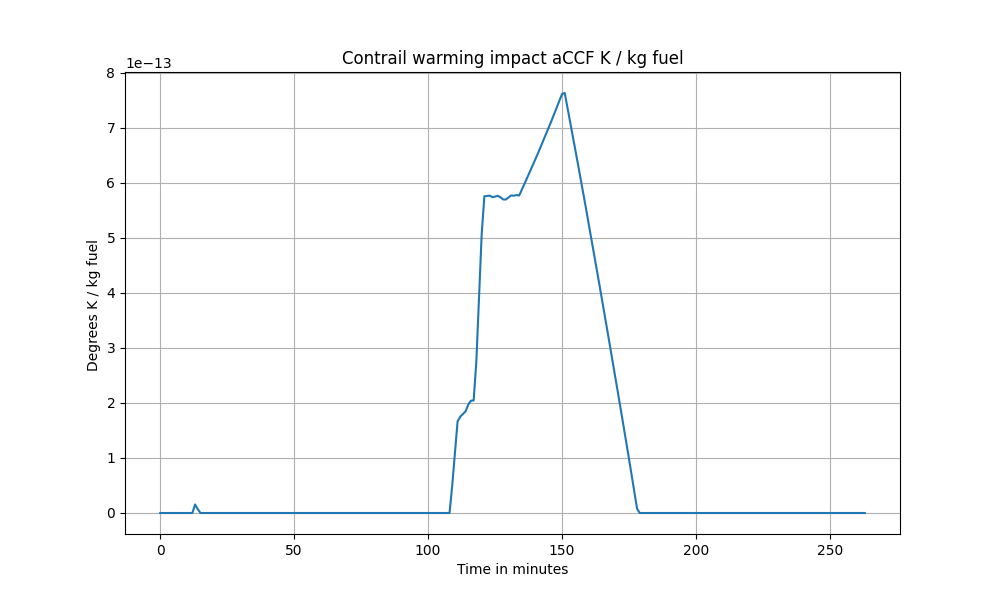 Contrail warming impact aCCF K / kg fuel
1e−13
8
7
6
5
4
3
2
1
0
Degrees K / kg fuel
0 50 100 150 200 250
Time in minutes